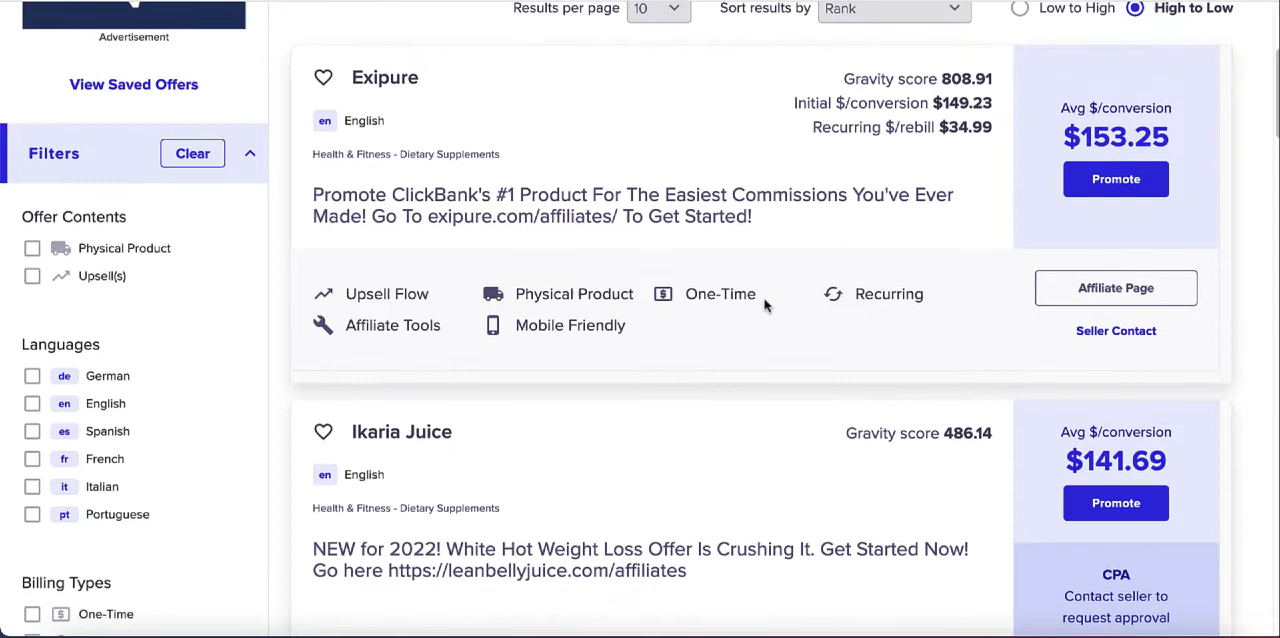 Results per page 10 Sort results by Rank Low to High High to Low
Advertisement
View Saved Offers
Filters Clear
Offer Contents
Physical Product
Upsell(s)
Languages
de German
en English
es Spanish
fr French
it Italian
pt Portuguese
Billing Types
One-Time
Exipure
en English
Health & Fitness - Dietary Supplements
Gravity score 808.91
Initial $/conversion $149.23
Recurring $/rebill $34.99
Promote ClickBank's #1 Product For The Easiest Commissions You've Ever
Made! Go To exipure.com/affiliates/ To Get Started!
Avg $/conversion
$153.25
Promote
Upsell Flow Physical Product One-Time Recurring
Affiliate Tools Mobile Friendly
Affiliate Page
Seller Contact
Ikaria Juice
Gravity score 486.14
en English
Health & Fitness - Dietary Supplements
NEW for 2022! White Hot Weight Loss Offer Is Crushing It. Get Started Now!
Go here https://leanbellyjuice.com/affiliates
Avg $/conversion
$141.69
Promote
CPA
Contact seller to
request approval